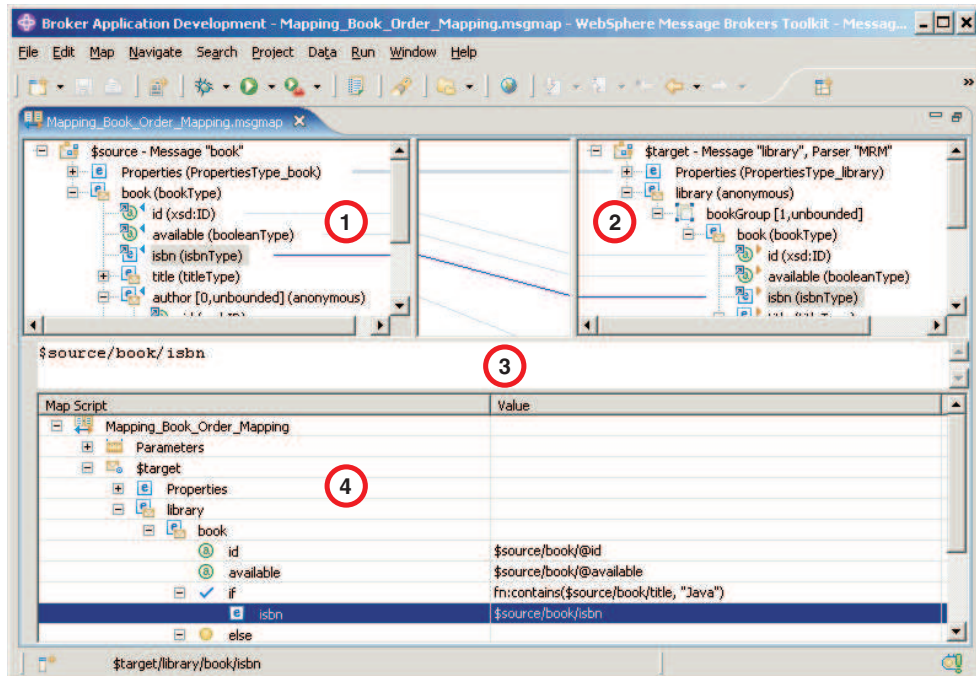 Broker Application Development - Mapping_Book_Order_Mapping.msgmap - WebSphere Message Brokers Toolkit - Messag...
File Edit Map Navigate Search Project Data Run Window Help
»
Mapping_Book_Order_Mapping.msgmap
$source - Message "book"
Properties (PropertiesType_book)
book (bookType)
id (xsd:ID)
available (booleanType)
isbn (isbnType)
title (titleType)
author [0,unbounded] (anonymous)
1
$target - Message "library", Parser "MRM"
Properties (PropertiesType_library)
library (anonymous)
bookGroup [1,unbounded]
book (bookType)
id (xsd:ID)
available (booleanType)
isbn (isbnType)
2
$source/book/isbn
3
Map Script Value
Mapping_Book_Order_Mapping
Parameters
$target
Properties
4
library
book
id $source/book/@id
available $source/book/@available
if fn:contains($source/book/title, "Java")
isbn $source/book/isbn
else
$target/library/book/isbn